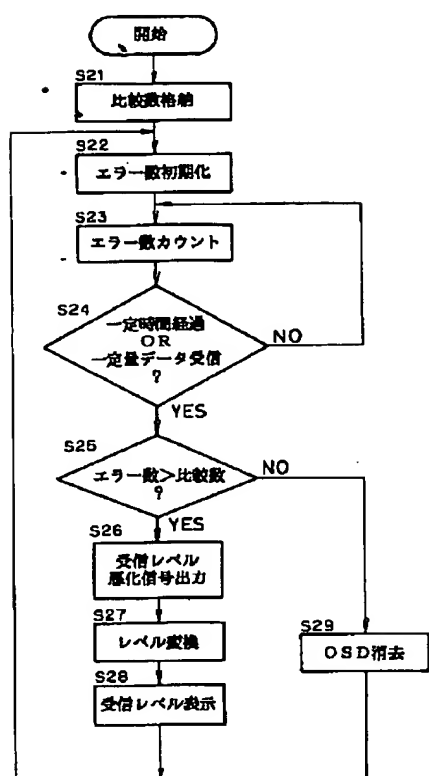 開始
S21
比較数格納
S22
エラー数初期化
S23
エラー数カウント
S24
一定時間経過
OR
一定量データ受信
?
NO
YES
S25
エラー数>比較数
?
NO
YES
S26
受信レベル
悪化信号出力
S27
レベル変換
S28
受信レベル表示
S29
OSD消去